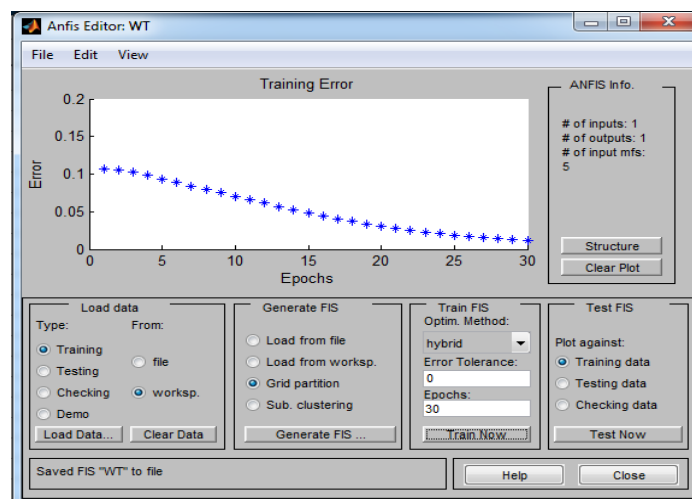 Anfis Editor: WT
File Edit View
Training Error
0.2
0.15
0.1
0.05
0
Error
0 5 10 15 20 25 30
Epochs
ANFIS Info.
# of inputs: 1
# of outputs: 1
# of input mfs:
5
Structure
Clear Plot
Load data
Type: From:
Training
Testing
Checking
Demo
file
worksp.
Load Data... Clear Data
Generate FIS
Load from file
Load from worksp.
Grid partition
Sub. clustering
Generate FIS ...
Train FIS
Optim. Method:
hybrid
Error Tolerance:
0
Epochs:
30
Train Now
Test FIS
Plot against:
Training data
Testing data
Checking data
Test Now
Saved FIS "WT" to file
Help Close